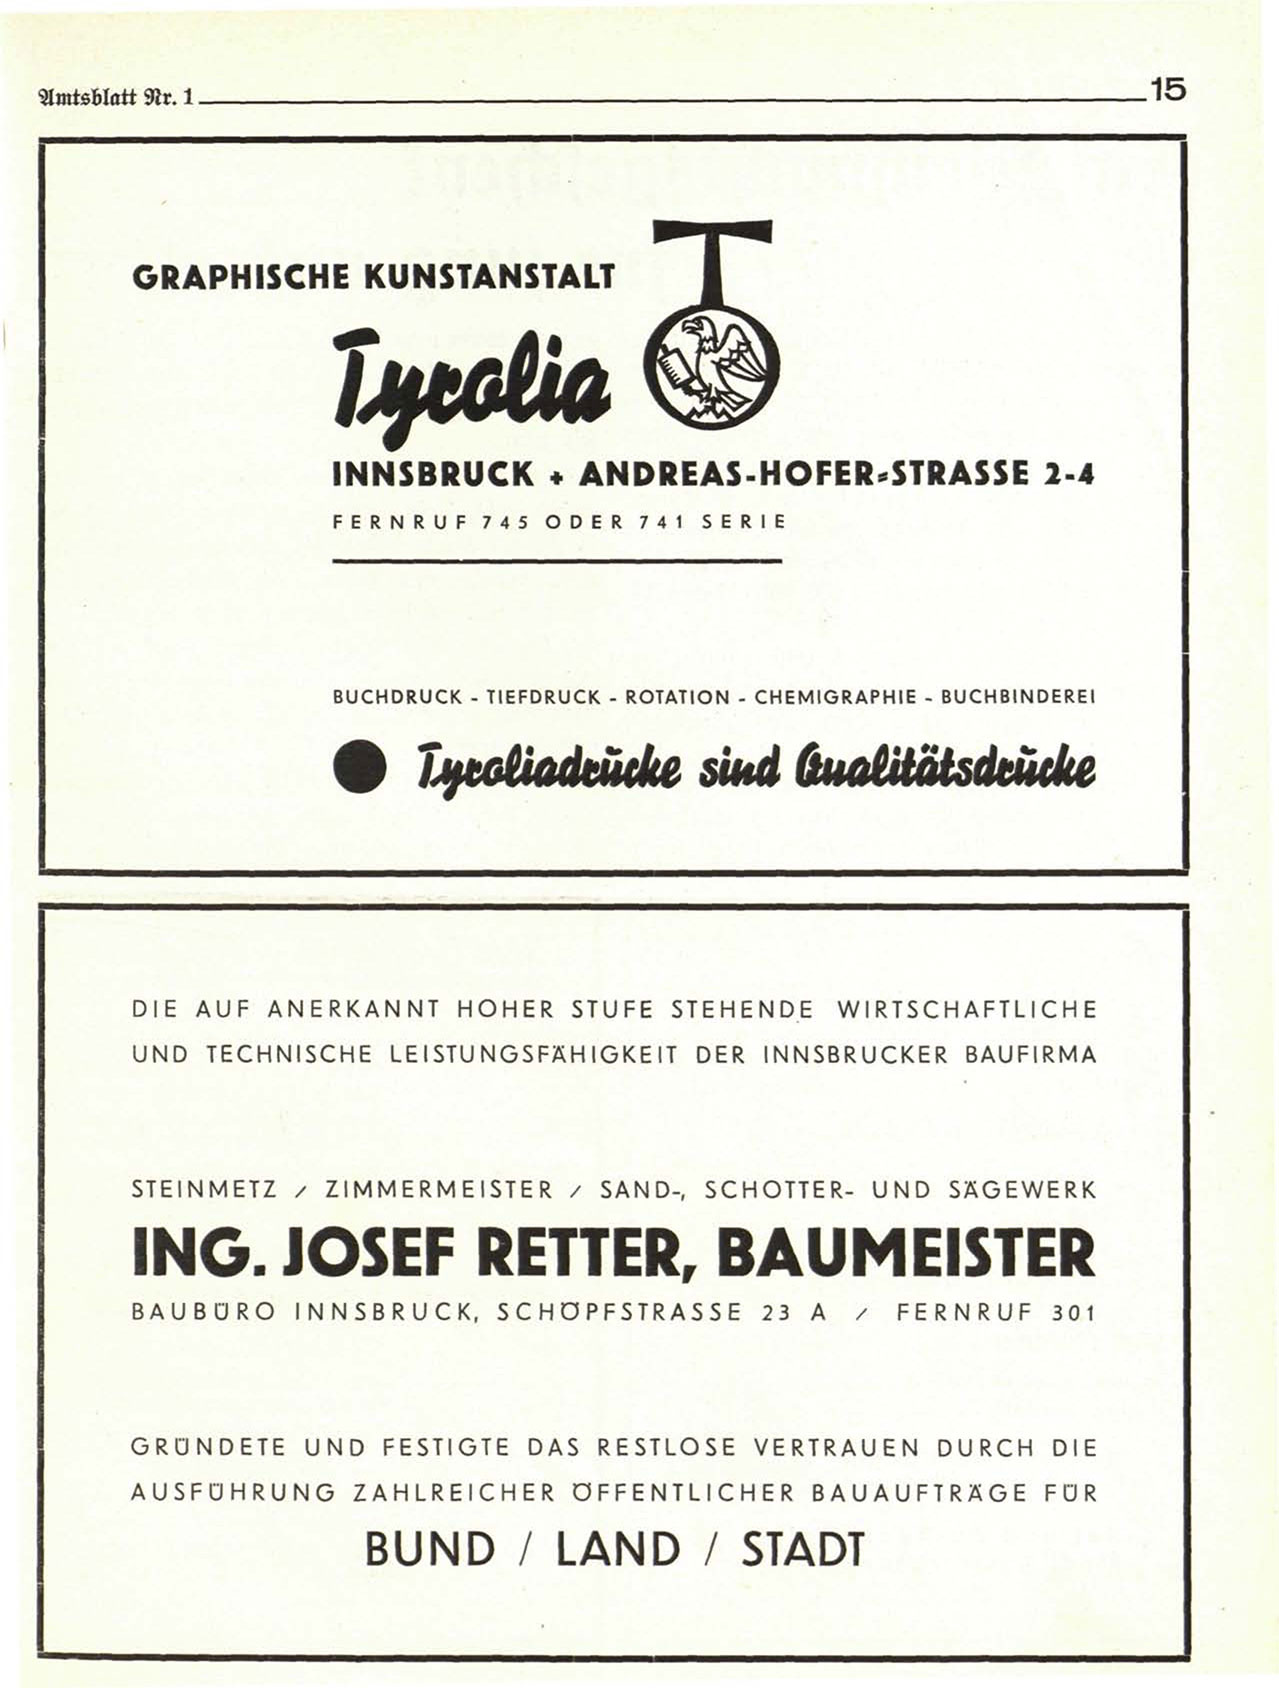 Amtsblatt Nr. 1 15
GRAPHISCHE KUNSTANSTALT
Tyrolia
INNSBRUCK + ANDREAS-HOFER-STRASSE 2-4
FERNRUF 745 ODER 741 SERIE
BUCHDRUCK - TIEFDRUCK - ROTATION - CHEMIGRAPHIE - BUCHBINDEREI
Tyroliadrucke sind Qualitätsdrucke
DIE AUF ANERKANNT HOHER STUFE STEHENDE WIRTSCHAFTLICHE
UND TECHNISCHE LEISTUNGSFÄHIGKEIT DER INNSBRUCKER BAUFIRMA
STEINMETZ / ZIMMERMEISTER / SAND-, SCHOTTER- UND SÄGEWERK
ING. JOSEF RETTER, BAUMEISTER
BAUBÜRO INNSBRUCK, SCHÖPFSTRASSE 23 A / FERNRUF 301
GRÜNDETE UND FESTIGTE DAS RESTLOSE VERTRAUEN DURCH DIE
AUSFÜHRUNG ZAHLREICHER ÖFFENTLICHER BAUAUFTRÄGE FÜR
BUND / LAND / STADT